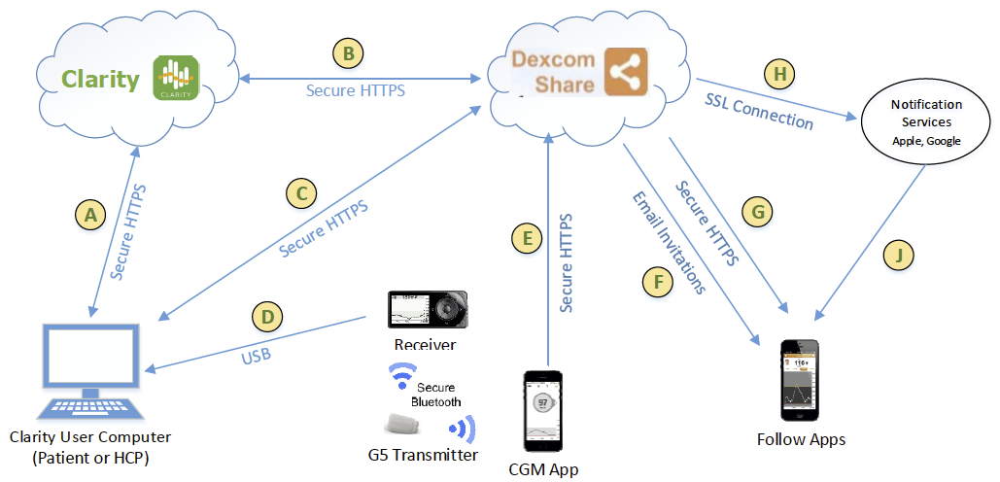 Clarity
CLARITY
B
Secure HTTPS
Dexcom
Share
H
SSL Connection
Notification
Services
Apple, Google
A
Secure HTTPS
C
Secure HTTPS
E
Secure HTTPS
Email Invitations
F
Secure HTTPS
G
J
D
USB
Receiver
Secure
Bluetooth
G5 Transmitter
97
CGM App
116
Follow Apps
Clarity User Computer
(Patient or HCP)